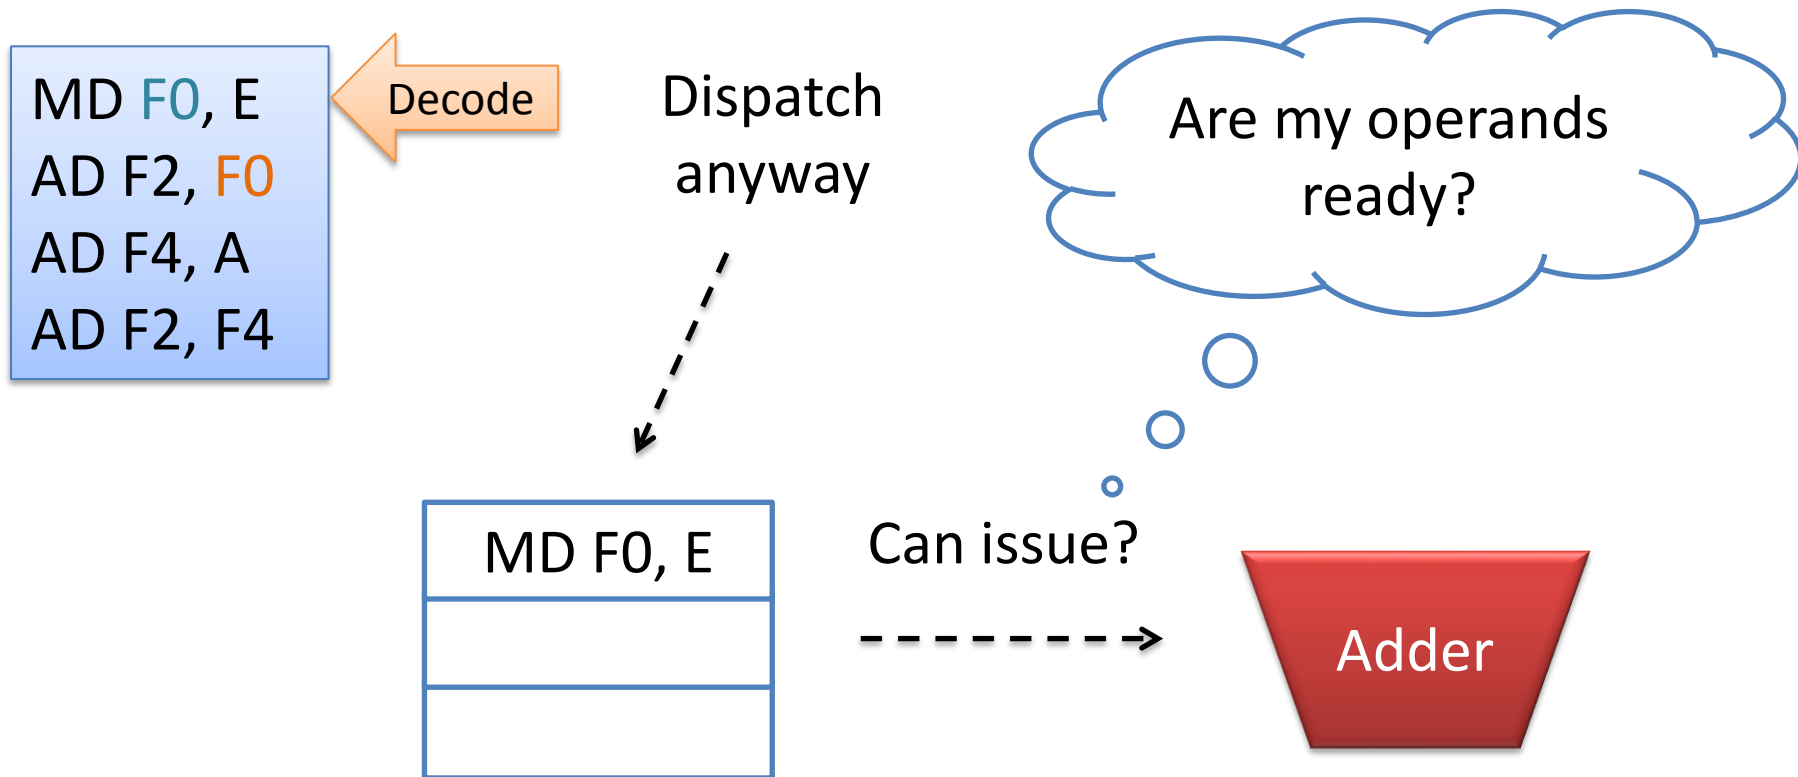 MD F0, E
AD F2, F0
AD F4, A
AD F2, F4
Decode
Dispatch
anyway
Are my operands
ready?
MD F0, E
Can issue?
Adder